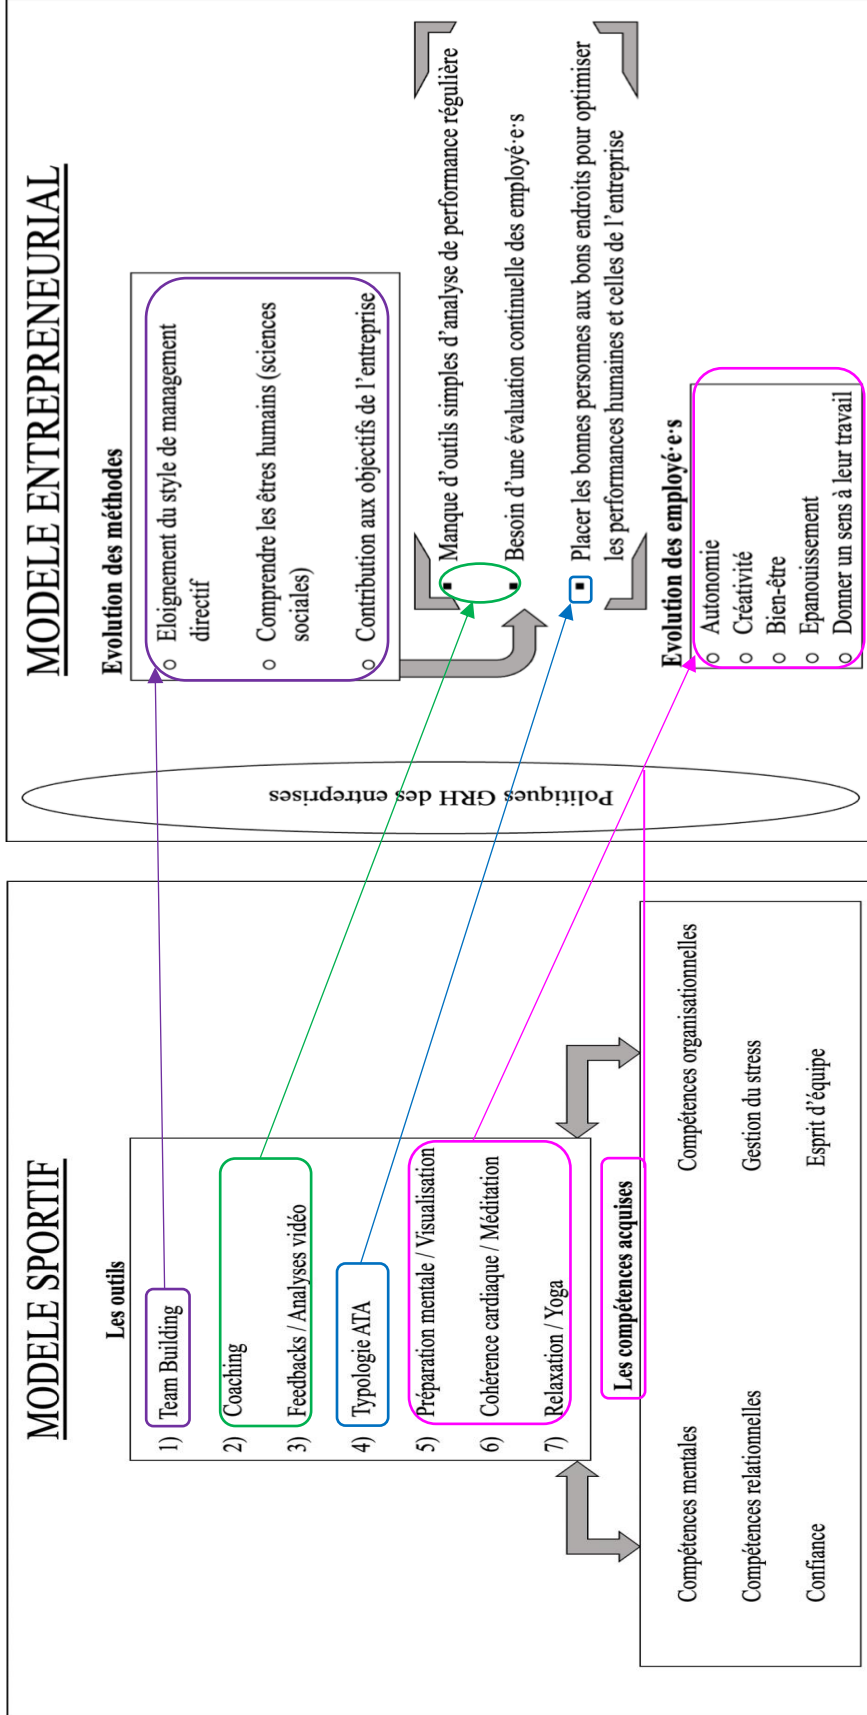 MODELE SPORTIF
Les outils
1) Team Building
2) Coaching
3) Feedbacks / Analyses vidéo
4) Typologie ATA
5) Préparation mentale / Visualisation
6) Cohérence cardiaque / Méditation
7) Relaxation / Yoga
Les compétences acquises
Compétences mentales
Compétences organisationnelles
Compétences relationnelles
Gestion du stress
Confiance
Esprit d’équipe
MODELE ENTREPRENEURIAL
Politiques GRH des entreprises
Evolution des méthodes
o Eloignement du style de management
directif
o Comprendre les êtres humains (sciences
sociales)
o Contribution aux objectifs de l’entreprise
▪ Manque d’outils simples d’analyse de performance régulière
▪ Besoin d’une évaluation continuelle des employé·e·s
▪ Placer les bonnes personnes aux bons endroits pour optimiser
les performances humaines et celles de l’entreprise
Evolution des employé·e·s
o Autonomie
o Créativité
o Bien-être
o Epanouissement
o Donner un sens à leur travail